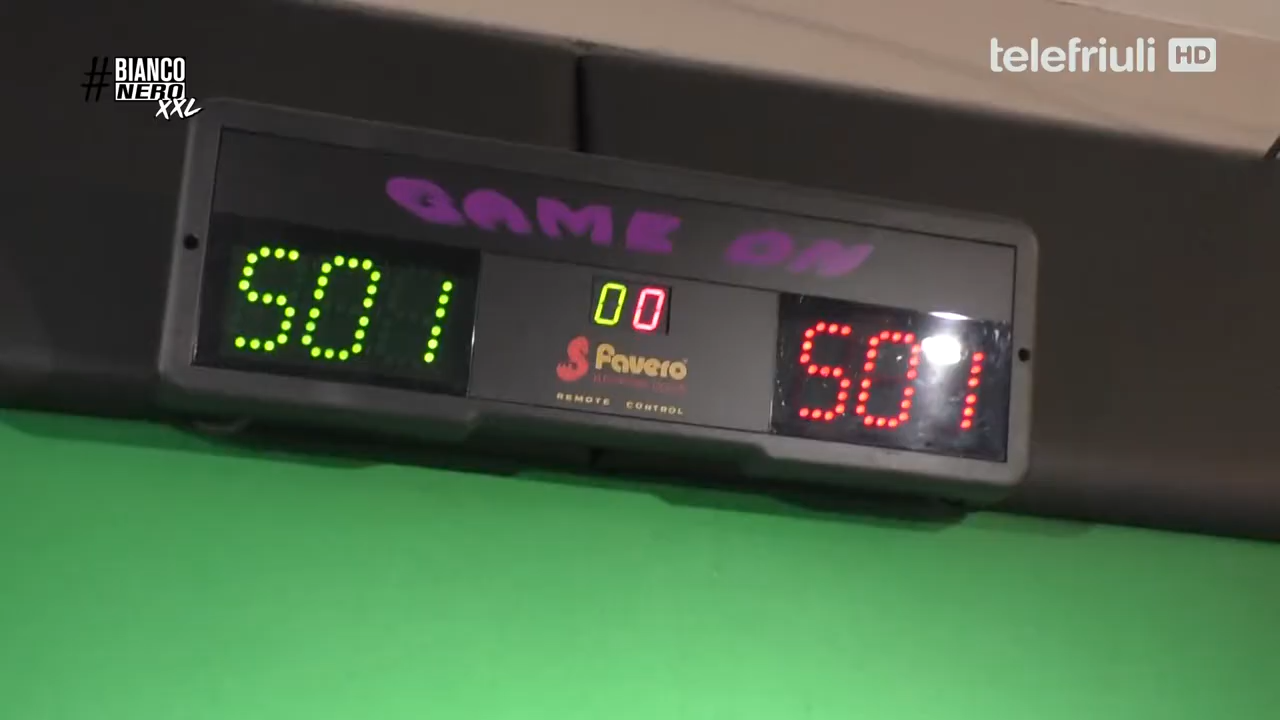 #BIANCO
NERO
XXL
telefriuli HD
GAME ON
501
00
501
Favero
REMOTE CONTROL